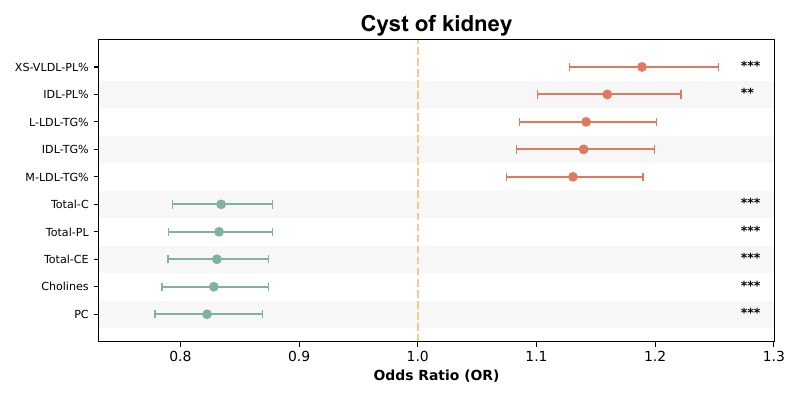 Cyst of kidney
XS-VLDL-PL% ***
IDL-PL% **
L-LDL-TG%
IDL-TG%
M-LDL-TG%
Total-C ***
Total-PL ***
Total-CE ***
Cholines ***
PC ***
0.8 0.9 1.0 1.1 1.2 1.3
Odds Ratio (OR)